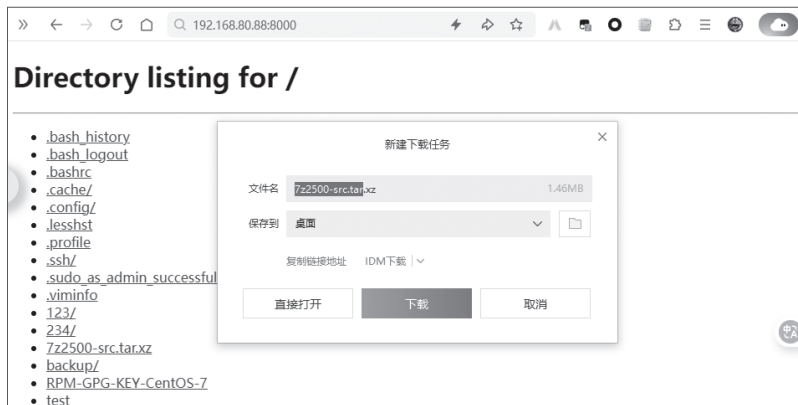 192.168.80.88:8000
Directory listing for /
.bash_history
.bash_logout
.bashrc
.cache/
.config/
.lesshst
.profile
.ssh/
.sudo_as_admin_successful
.viminfo
123/
234/
7z2500-src.tar.xz
backup/
RPM-GPG-KEY-CentOS-7
test
新建下载任务
文件名 7z2500-src.tar.xz 1.46MB
保存到 桌面
复制链接地址 IDM下载
直接打开 下载 取消